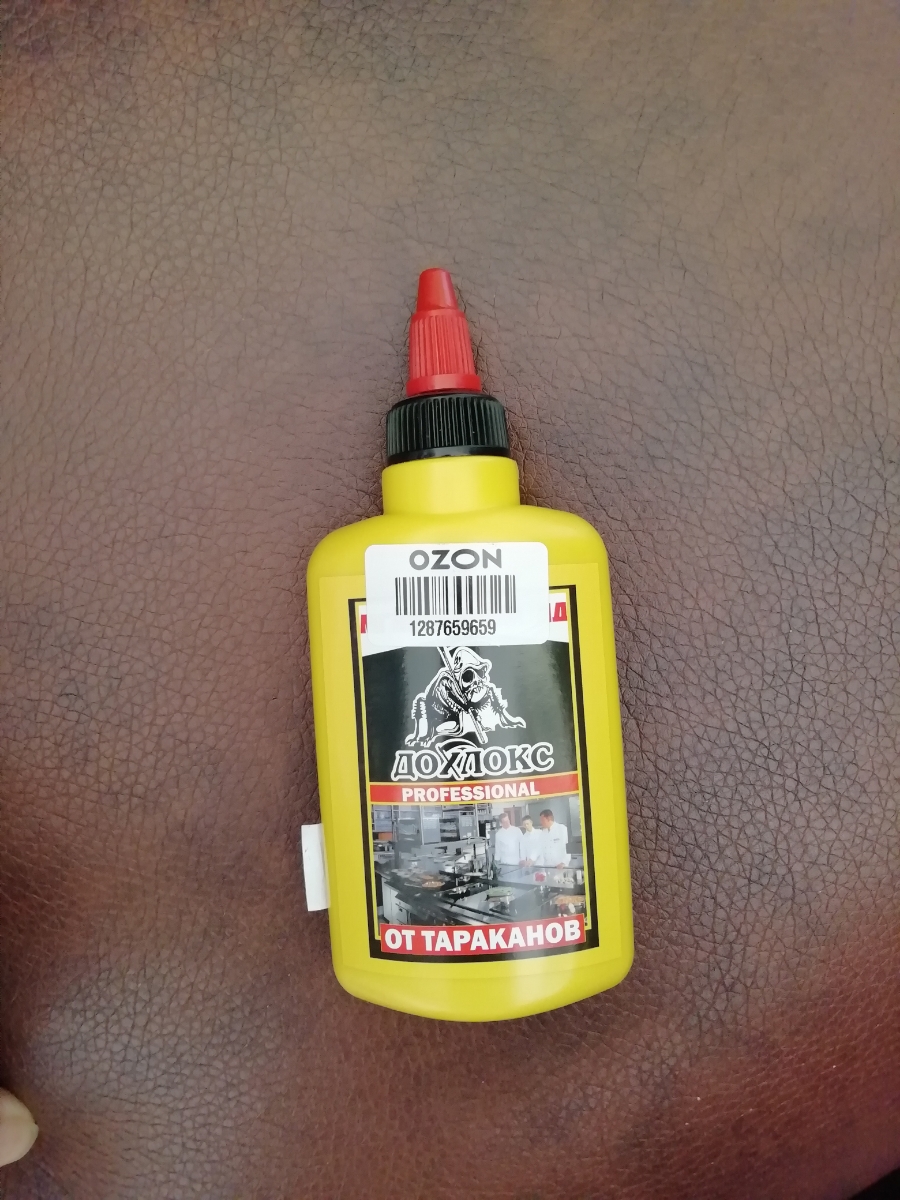 OZON
1287659659
ДОХЛОКС
PROFESSIONAL
ОТ ТАРАКАНОВ